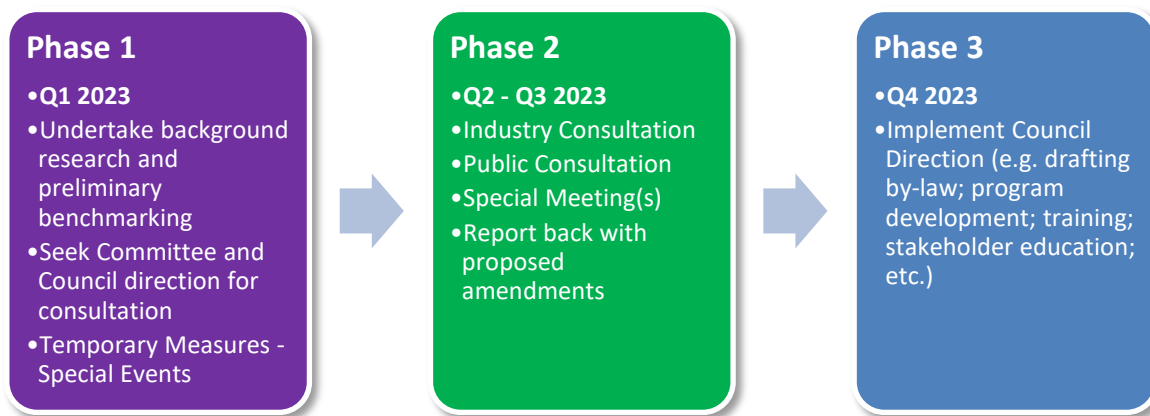 Phase 1
•Q1 2023
•Undertake background
research and
preliminary
benchmarking
•Seek Committee and
Council direction for
consultation
•Temporary Measures -
Special Events
Phase 2
•Q2 - Q3 2023
•Industry Consultation
•Public Consultation
•Special Meeting(s)
•Report back with
proposed
amendments
Phase 3
•Q4 2023
•Implement Council
Direction (e.g. drafting
by-law; program
development; training;
stakeholder education;
etc.)